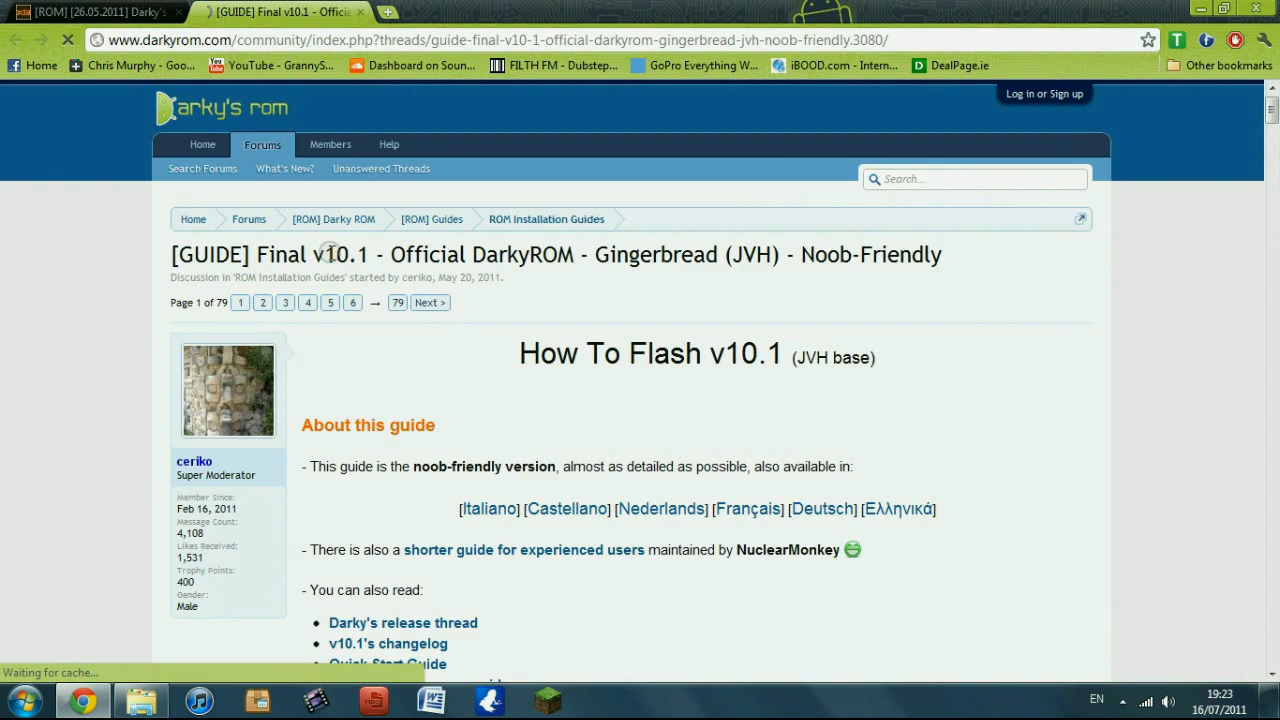 [ROM] [26.05.2011] Darky's
[GUIDE] Final v10.1 - Official
www.darkyrom.com/community/index.php?threads/guide-final-v10-1-official-darkyrom-gingerbread-jvh-noob-friendly.3080/
Home Chris Murphy - Goo... YouTube - GrannyS... Dashboard on Soun... FILTH FM - Dubstep... GoPro Everything W... iBOOD.com - Intern... DealPage.ie Other bookmarks
Log in or Sign up
arky's rom
Home Forums Members Help
Search Forums What's New? Unanswered Threads
Search...
Home Forums [ROM] Darky ROM [ROM] Guides ROM Installation Guides
[GUIDE] Final v10.1 - Official DarkyROM - Gingerbread (JVH) - Noob-Friendly
Discussion in 'ROM Installation Guides' started by ceriko, May 20, 2011.
Page 1 of 79 1 2 3 4 5 6 → 79 Next >
How To Flash v10.1 (JVH base)
About this guide
- This guide is the noob-friendly version, almost as detailed as possible, also available in:
[Italiano] [Castellano] [Nederlands] [Français] [Deutsch] [Ελληνικά]
- There is also a shorter guide for experienced users maintained by NuclearMonkey
- You can also read:
• Darky's release thread
• v10.1's changelog
• Quick Start Guide
ceriko
Super Moderator
Member Since:
Feb 16, 2011
Message Count:
4,108
Likes Received:
1,531
Trophy Points:
400
Gender:
Male
Waiting for cache...
EN
19:23
16/07/2011